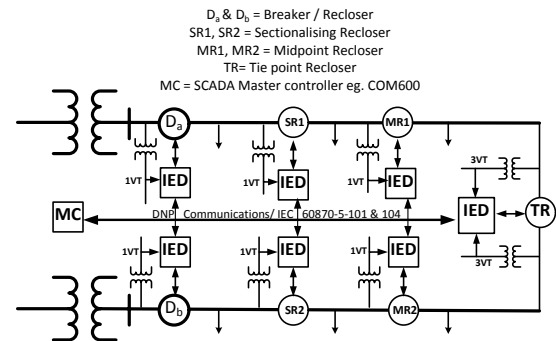 Da & Db = Breaker / Recloser
SR1, SR2 = Sectionalising Recloser
MR1, MR2 = Midpoint Recloser
TR= Tie point Recloser
MC = SCADA Master controller eg. COM600
Da
SR1
MR1
1VT
IED
1VT
IED
1VT
IED
3VT
MC
DNP Communications/ IEC 60870-5-101 & 104
IED
TR
1VT
IED
1VT
IED
1VT
IED
3VT
Db
SR2
MR2